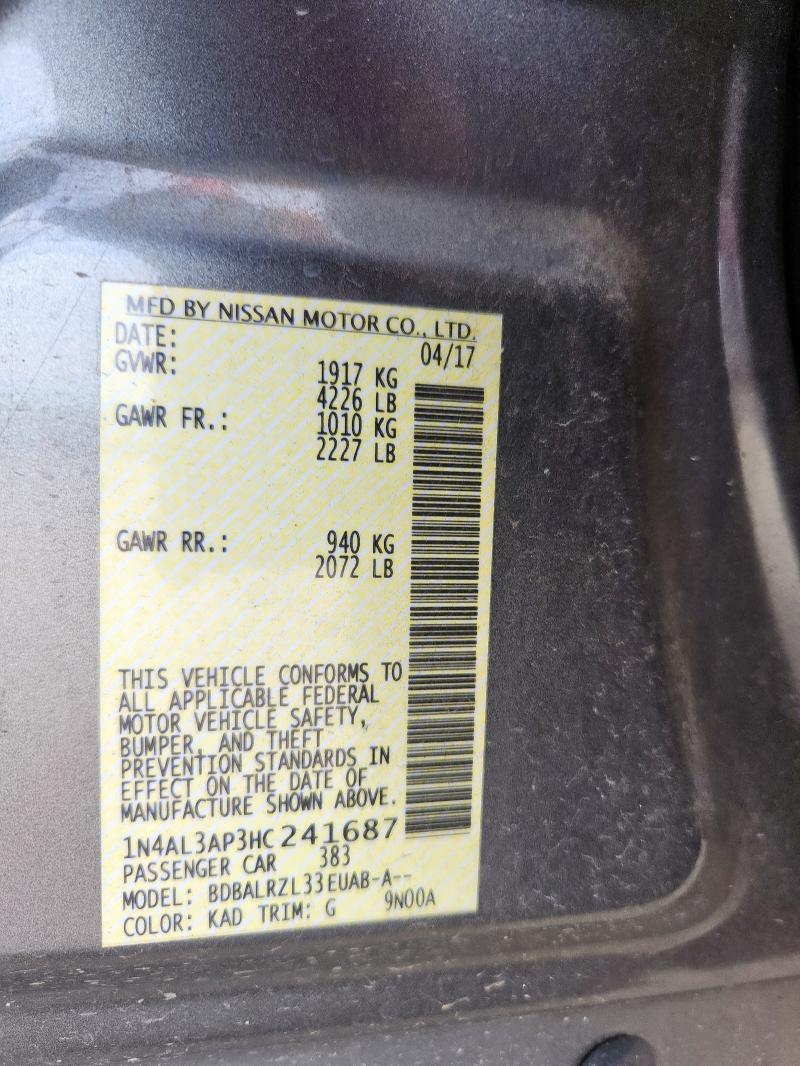 MFD BY NISSAN MOTOR CO., LTD.
DATE: 04/17
GVWR: 1917 KG
4226 LB
GAWR FR.: 1010 KG
2227 LB
GAWR RR.: 940 KG
2072 LB
THIS VEHICLE CONFORMS TO
ALL APPLICABLE FEDERAL
MOTOR VEHICLE SAFETY,
BUMPER, AND THEFT
PREVENTION STANDARDS IN
EFFECT ON THE DATE OF
MANUFACTURE SHOWN ABOVE.
1N4AL3AP3HC241687
PASSENGER CAR 383
MODEL: BDBALRZL33EUAB-A--
COLOR: KAD TRIM: G 9N00A